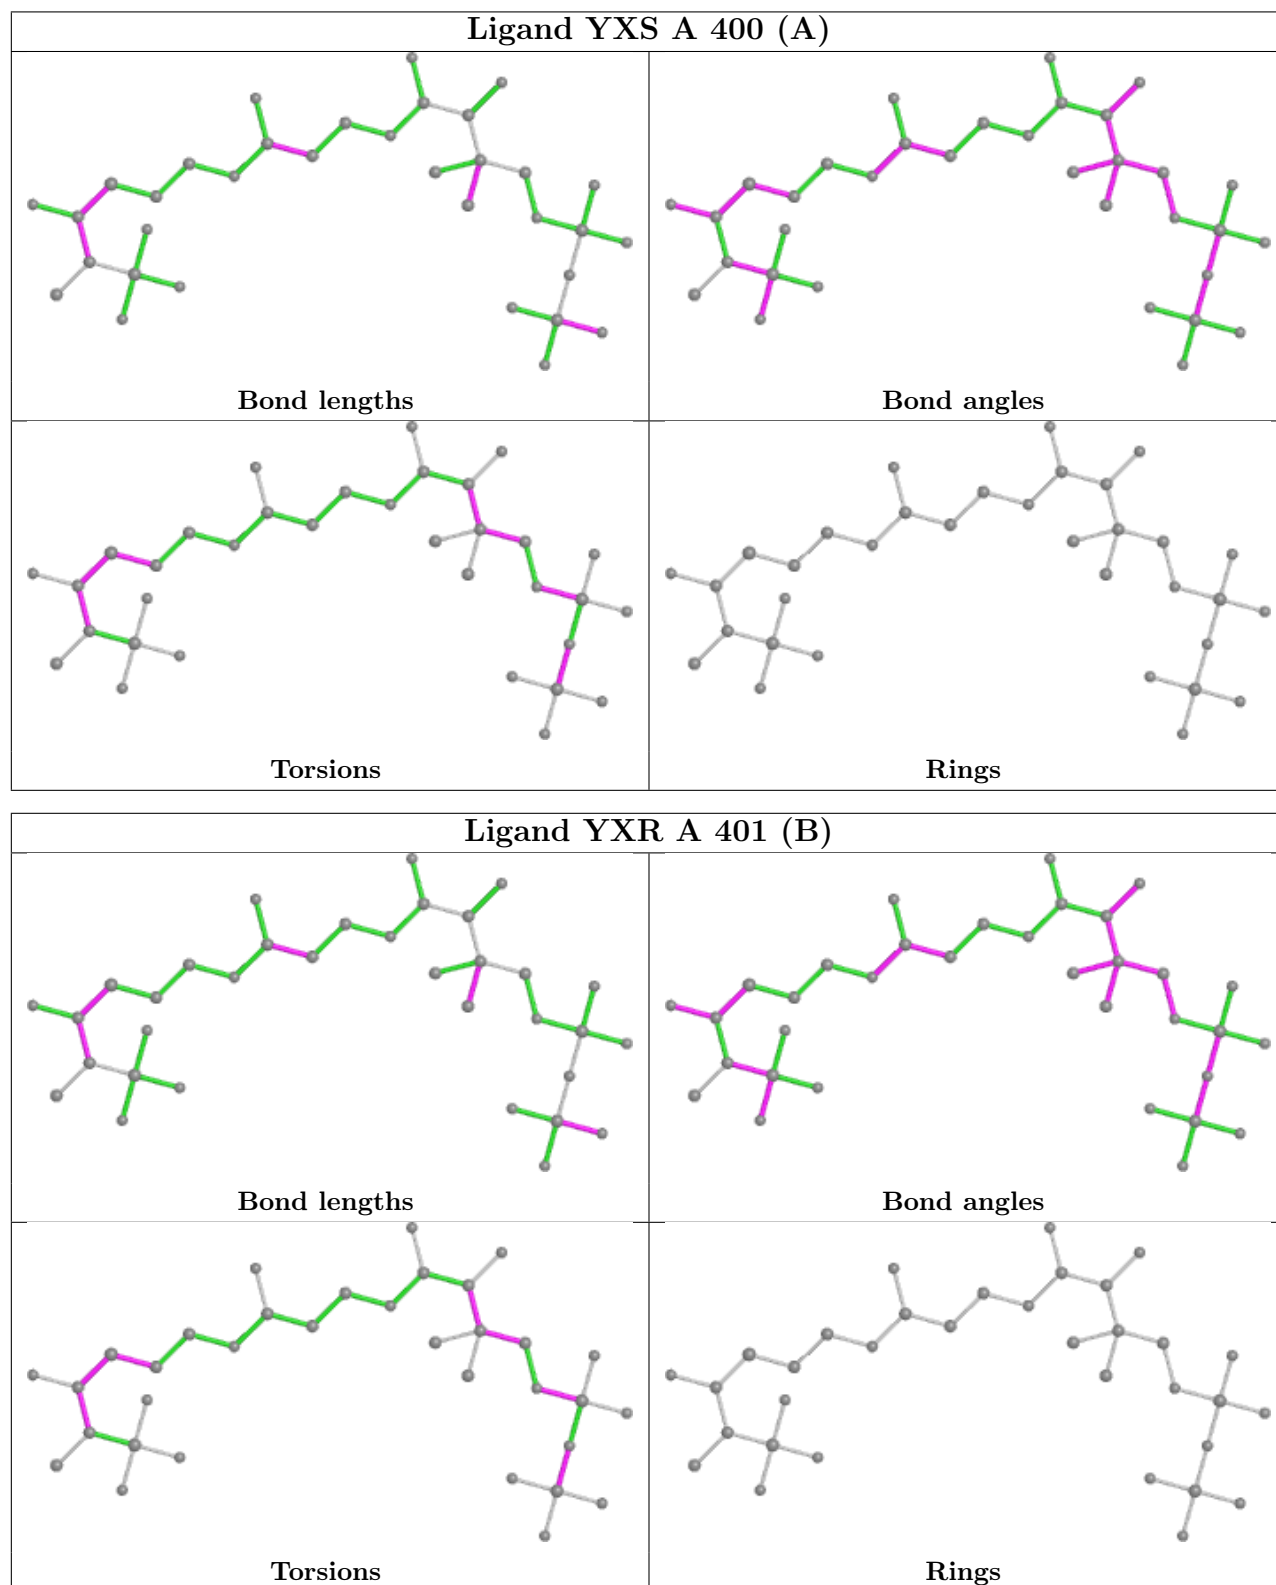 Ligand YXS A 400 (A)
Bond lengths
Bond angles
Torsions
Rings
Ligand YXR A 401 (B)
Bond lengths
Bond angles
Torsions
Rings